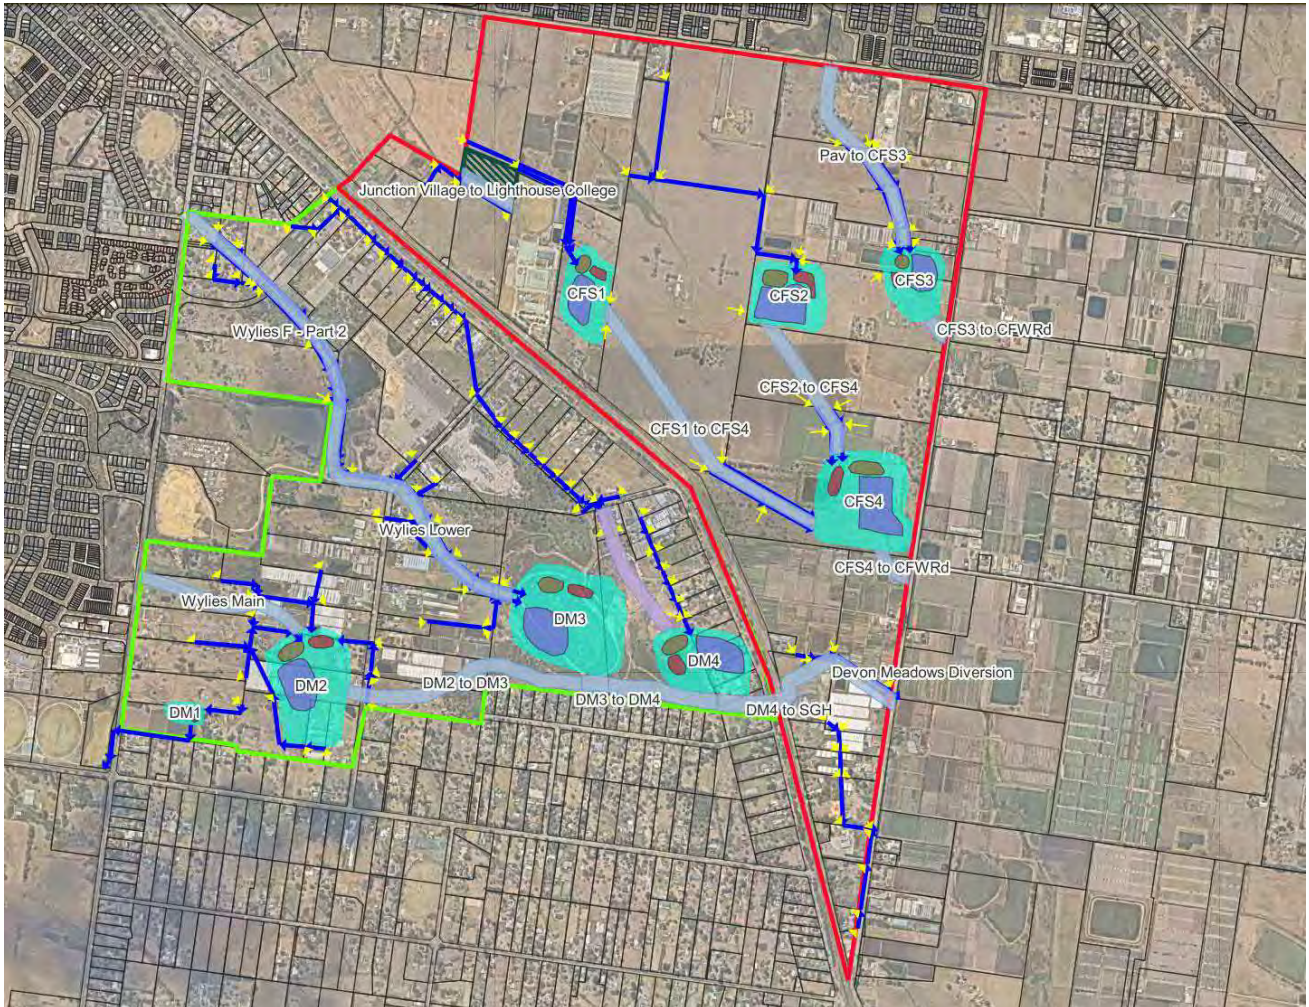 Pav to CFS3
Junction Village to Lighthouse College
CFS1
CFS2
CFS3
Wylies F - Part 2
CFS3 to CFWRd
CFS2 to CFS4
CFS1 to CFS4
CFS4
Wylies Lower
CFS4 to CFWRd
Wylies Main
DM3
DM4
Devon Meadows Diversion
DM2
DM2 to DM3
DM3 to DM4
DM4 to SGH
DM1